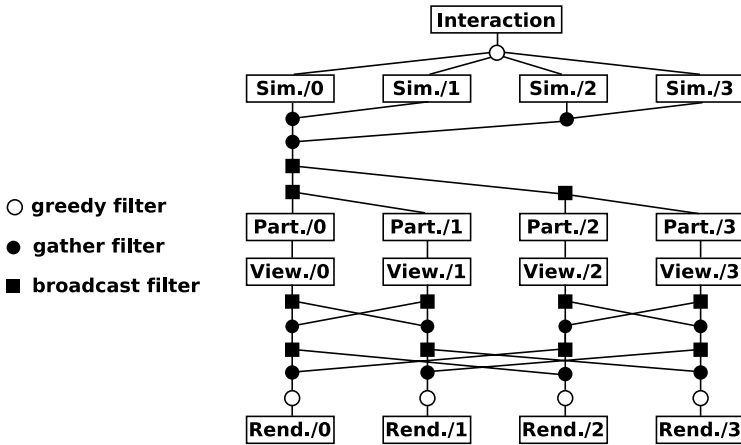 Interaction
Sim./0 Sim./1 Sim./2 Sim./3
greedy filter
gather filter
broadcast filter
Part./0 Part./1 Part./2 Part./3
View./0 View./1 View./2 View./3
Rend./0 Rend./1 Rend./2 Rend./3